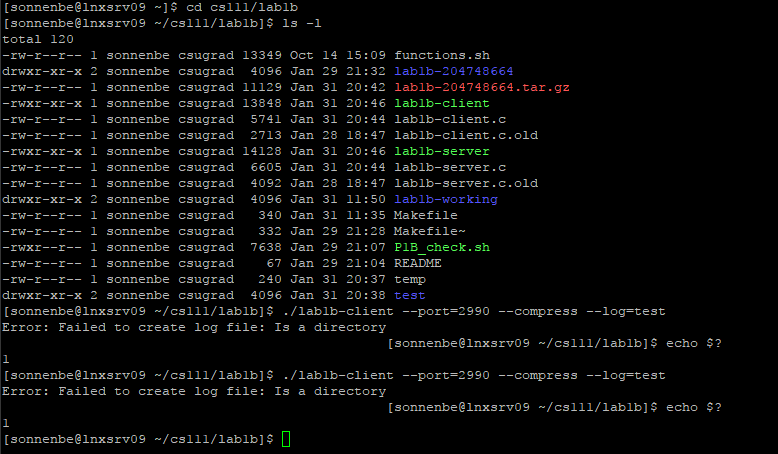 [sonnenbe@lnxsrv09 ~]$ cd cs111/lab1b
[sonnenbe@lnxsrv09 ~/cs111/lab1b]$ ls -l
total 120
-rw-r--r-- 1 sonnenbe csugrad 13349 Oct 14 15:09 functions.sh
drwxr-xr-x 2 sonnenbe csugrad  4096 Jan 29 21:32 lab1b-204748664
-rw-r--r-- 1 sonnenbe csugrad 11129 Jan 31 20:42 lab1b-204748664.tar.gz
-rwxr-xr-x 1 sonnenbe csugrad 13848 Jan 31 20:46 lab1b-client
-rw-r--r-- 1 sonnenbe csugrad  5741 Jan 31 20:44 lab1b-client.c
-rw-r--r-- 1 sonnenbe csugrad  2713 Jan 28 18:47 lab1b-client.c.old
-rwxr-xr-x 1 sonnenbe csugrad 14128 Jan 31 20:46 lab1b-server
-rw-r--r-- 1 sonnenbe csugrad  6605 Jan 31 20:44 lab1b-server.c
-rw-r--r-- 1 sonnenbe csugrad  4092 Jan 28 18:47 lab1b-server.c.old
drwxr-xr-x 2 sonnenbe csugrad  4096 Jan 31 11:50 lab1b-working
-rw-r--r-- 1 sonnenbe csugrad   340 Jan 31 11:35 Makefile
-rw-r--r-- 1 sonnenbe csugrad   332 Jan 29 21:28 Makefile~
-rwxr--r-- 1 sonnenbe csugrad  7638 Jan 29 21:07 P1B_check.sh
-rw-r--r-- 1 sonnenbe csugrad    67 Jan 29 21:04 README
-rw-r--r-- 1 sonnenbe csugrad   240 Jan 31 20:37 temp
drwxr-xr-x 2 sonnenbe csugrad  4096 Jan 31 20:38 test
[sonnenbe@lnxsrv09 ~/cs111/lab1b]$ ./lab1b-client --port=2990 --compress --log=test
Error: Failed to create log file: Is a directory
[sonnenbe@lnxsrv09 ~/cs111/lab1b]$ echo $?
1
[sonnenbe@lnxsrv09 ~/cs111/lab1b]$ ./lab1b-client --port=2990 --compress --log=test
Error: Failed to create log file: Is a directory
[sonnenbe@lnxsrv09 ~/cs111/lab1b]$ echo $?
1
[sonnenbe@lnxsrv09 ~/cs111/lab1b]$